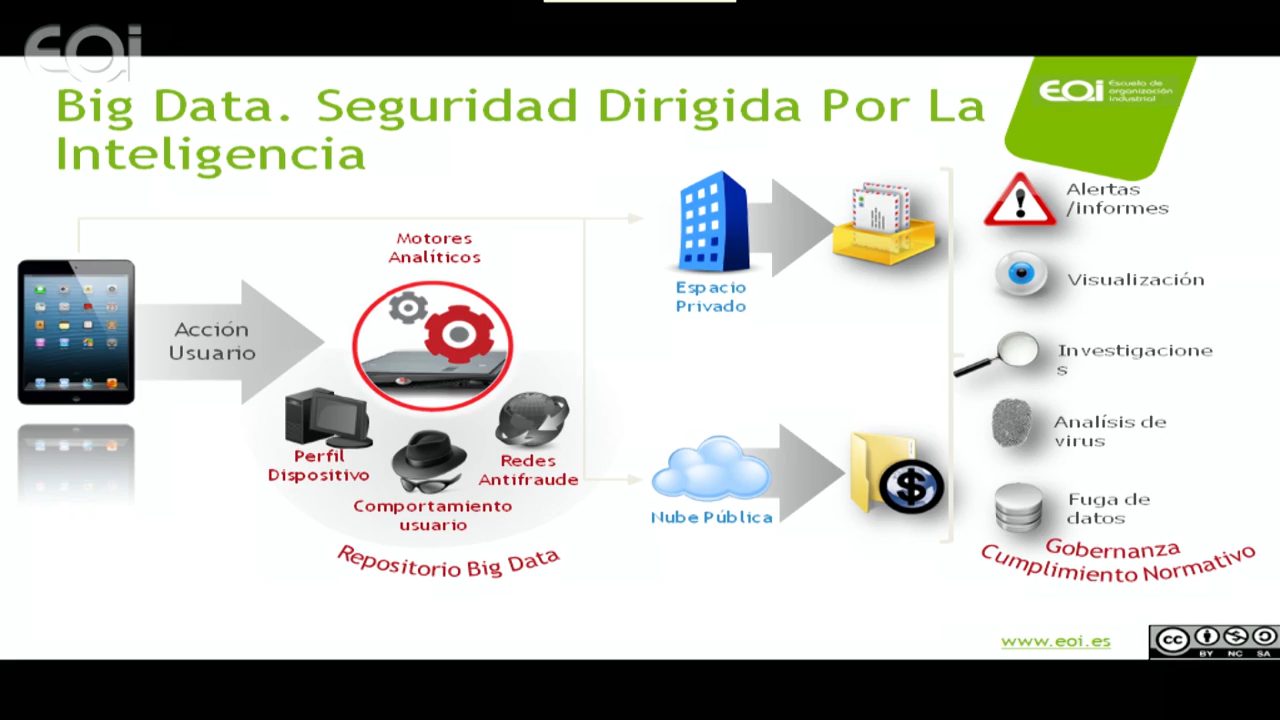 EOI
EOI Escuela de
organización
industrial
Big Data. Seguridad Dirigida Por La
Inteligencia
Acción
Usuario
Motores
Analíticos
Perfil
Dispositivo
Comportamiento
usuario
Redes
Antifraude
Repositorio Big Data
Espacio
Privado
Nube Pública
$
Alertas
/informes
Visualización
Investigacione
s
Analísis de
virus
Fuga de
datos
Gobernanza
Cumplimiento Normativo
www.eoi.es
cc
BY NC SA